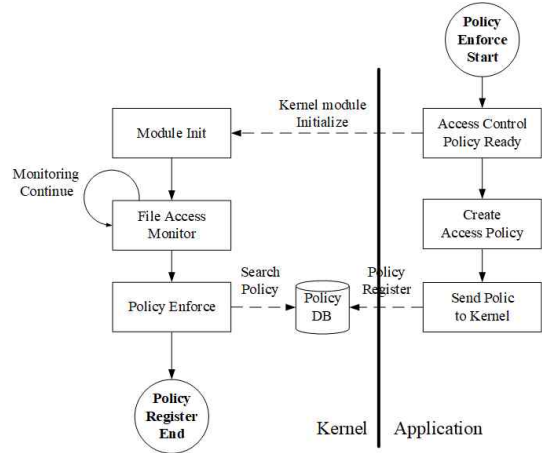 Policy
Enforce
Start
Kernel module
Initialize
Module Init
Access Control
Policy Ready
Monitoring
Continue
File Access
Monitor
Create
Access Policy
Search
Policy
Policy
Register
Policy Enforce
Policy
DB
Send Polic
to Kernel
Policy
Register
End
Kernel
Application